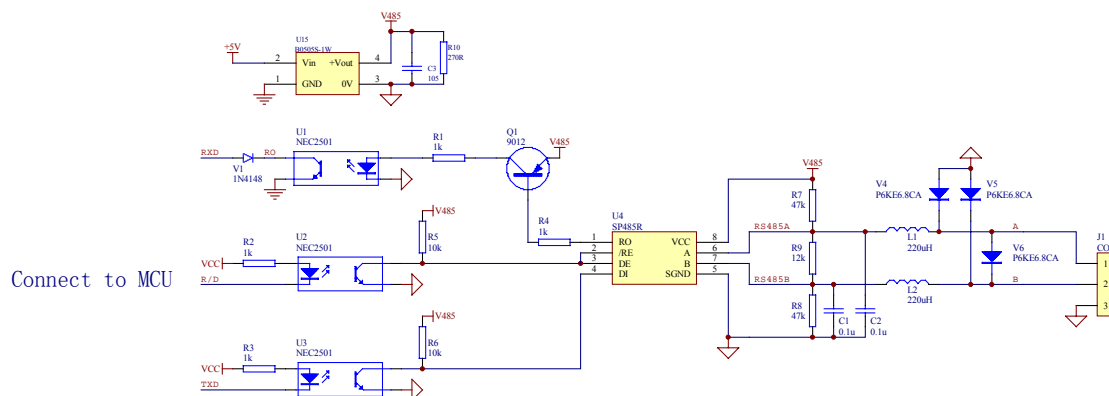 V485
U15
B0505S-1W
+5V
2
Vin
+Vout
4
1
GND
0V
3
C3
105
R10
270R
RXD
V1
1N4148
RO
U1
NEC2501
R1
1k
Q1
9012
V485
R4
1k
V485
R5
10k
R2
1k
U2
NEC2501
VCC
R/D
Connect to MCU
V485
R6
10k
R3
1k
U3
NEC2501
VCC
TXD
U4
SP485R
1
RO
VCC
8
2
/RE
A
6
3
DE
B
7
4
DI
SGND
5
V485
R7
47k
RS485A
R9
12k
RS485B
R8
47k
C1
0.1u
C2
0.1u
L1
220uH
L2
220uH
V4
P6KE6.8CA
V5
P6KE6.8CA
V6
P6KE6.8CA
A
B
J1
CO
1
2
3